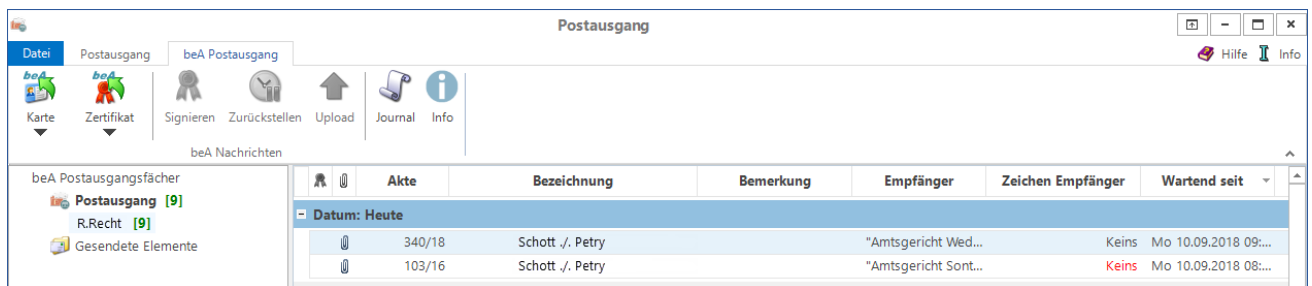 Postausgang
Datei Postausgang beA Postausgang Hilfe Info
beA beA
Karte Zertifikat Signieren Zurückstellen Upload Journal Info
beA Nachrichten
beA Postausgangsfächer
Postausgang [9]
R.Recht [9]
Gesendete Elemente
Akte Bezeichnung Bemerkung Empfänger Zeichen Empfänger Wartend seit
Datum: Heute
340/18 Schott ./. Petry "Amtsgericht Wed... Keins Mo 10.09.2018 09:...
103/16 Schott ./. Petry "Amtsgericht Sont... Keins Mo 10.09.2018 08:...